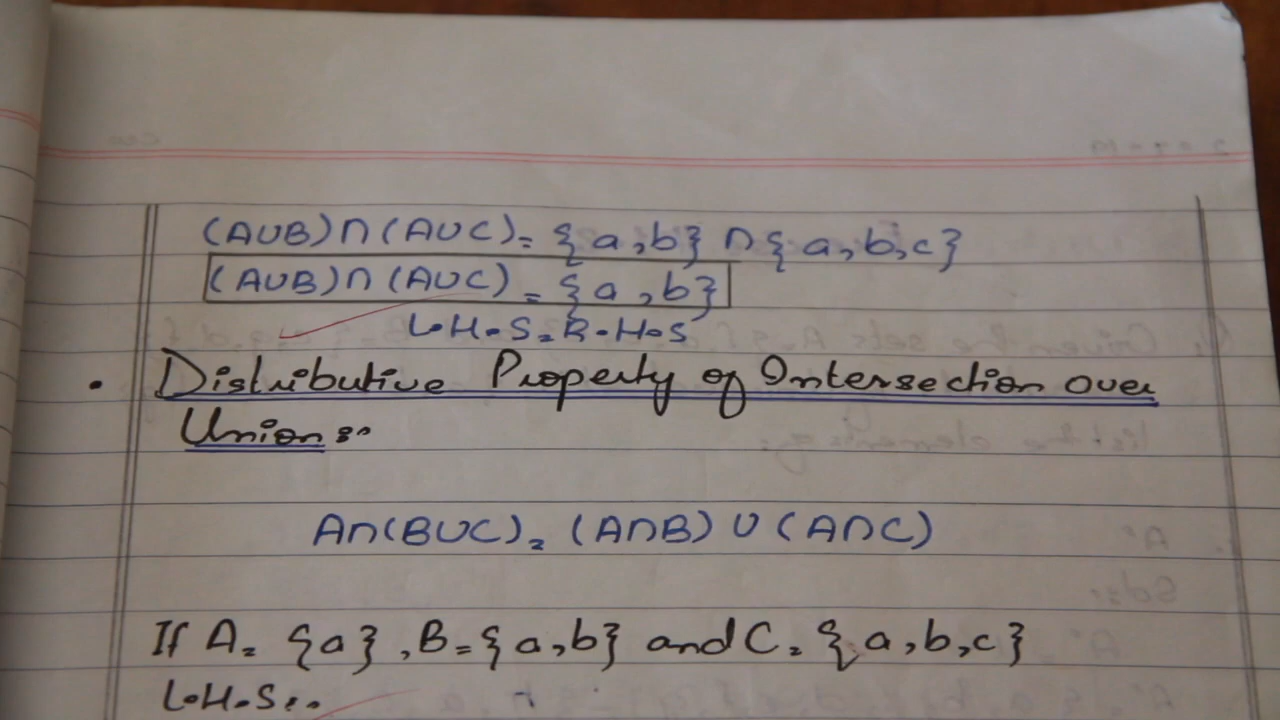 (AUB)∩(AUC)= {a,b} ∩ {a,b,c}
(AUB)∩(AUC) = {a,b}
L.H.S=R.H.S
• Distributive Property of Intersection over
Union:-
A∩(BUC)= (A∩B) U (A∩C)
If A= {a}, B={a,b} and C= {a,b,c}
L.H.S:-